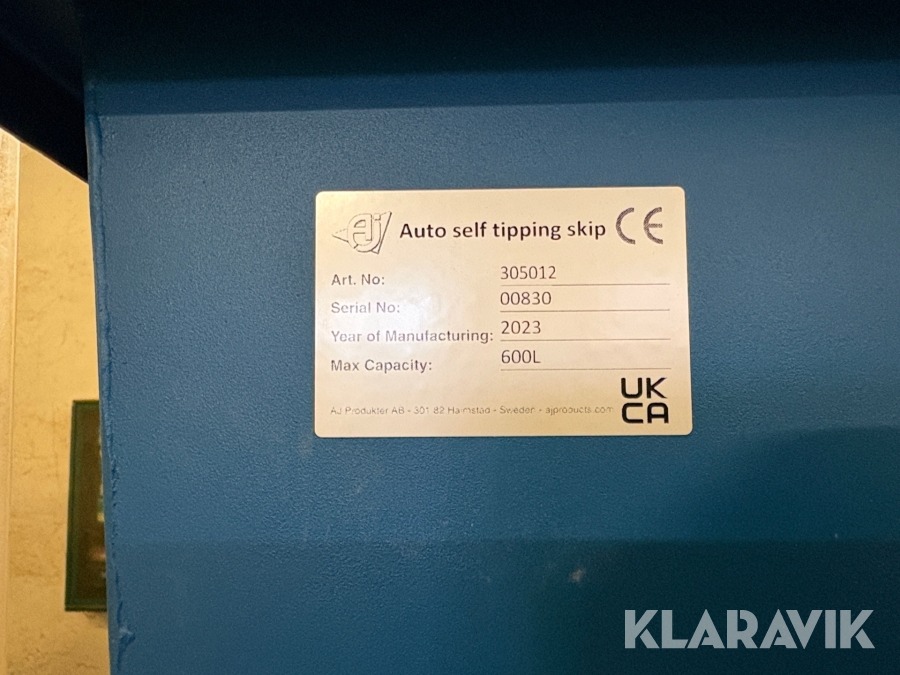 Aj Auto self tipping skip CE
Art. No: 305012
Serial No: 00830
Year of Manufacturing: 2023
Max Capacity: 600L
AJ Produkter AB - 301 82 Halmstad - Sweden - ajproducts.com
UK
CA
KLARAVIK